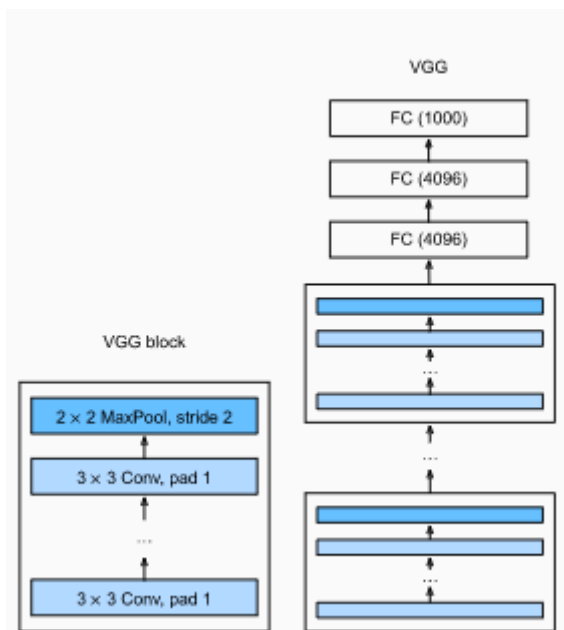 VGG
FC (1000)
FC (4096)
FC (4096)
...
...
...
VGG block
2 × 2 MaxPool, stride 2
3 × 3 Conv, pad 1
...
3 × 3 Conv, pad 1